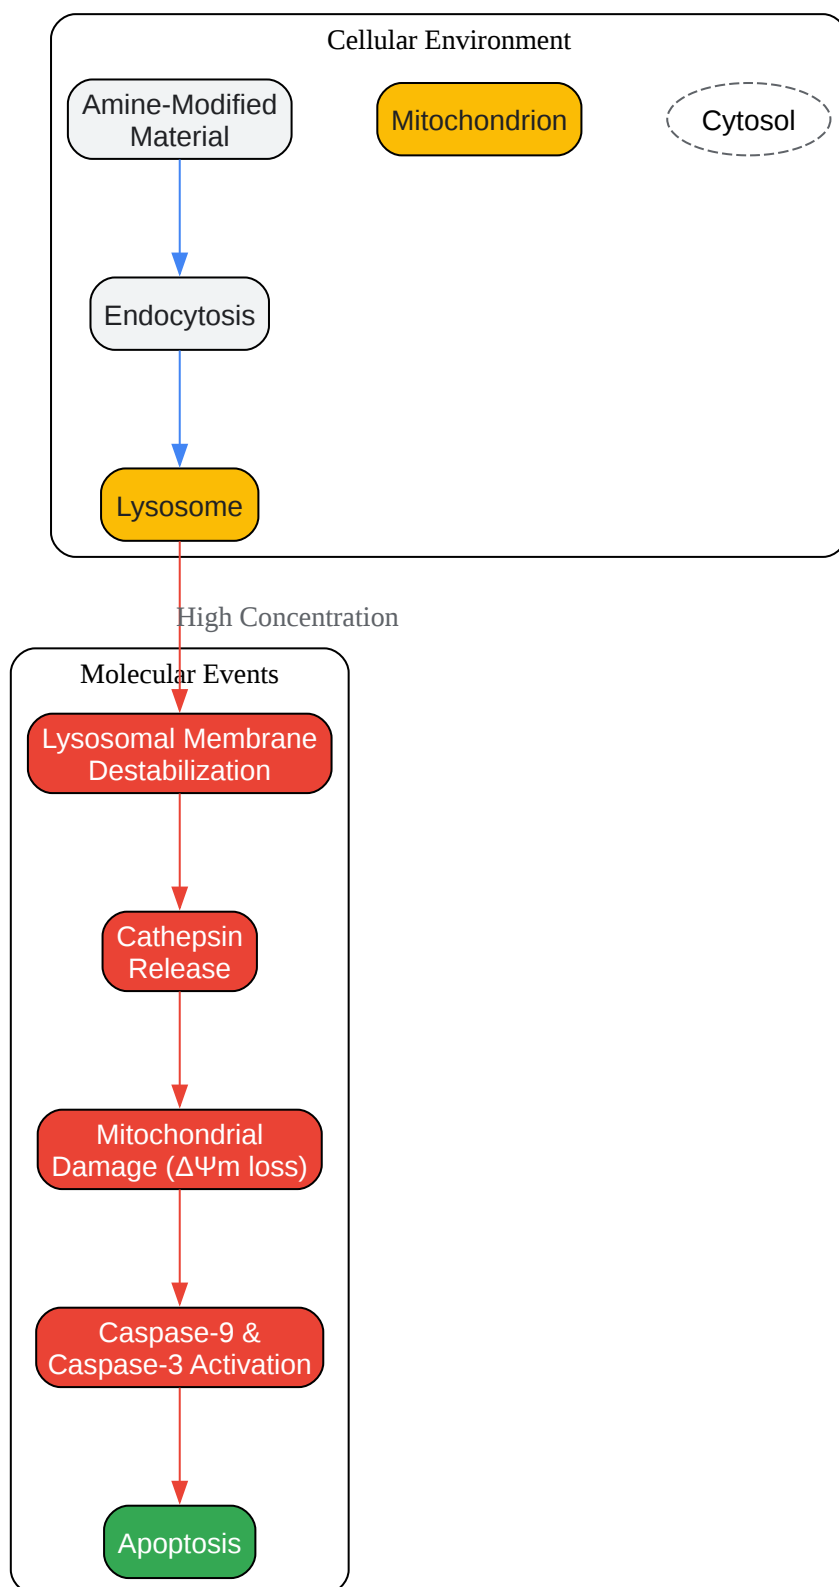 Cellular Environment
Amine-Modified
Material
Mitochondrion
Cytosol
Endocytosis
Lysosome
High Concentration
Molecular Events
Lysosomal Membrane
Destabilization
Cathepsin
Release
Mitochondrial
Damage (ΔΨm loss)
Caspase-9 &
Caspase-3 Activation
Apoptosis